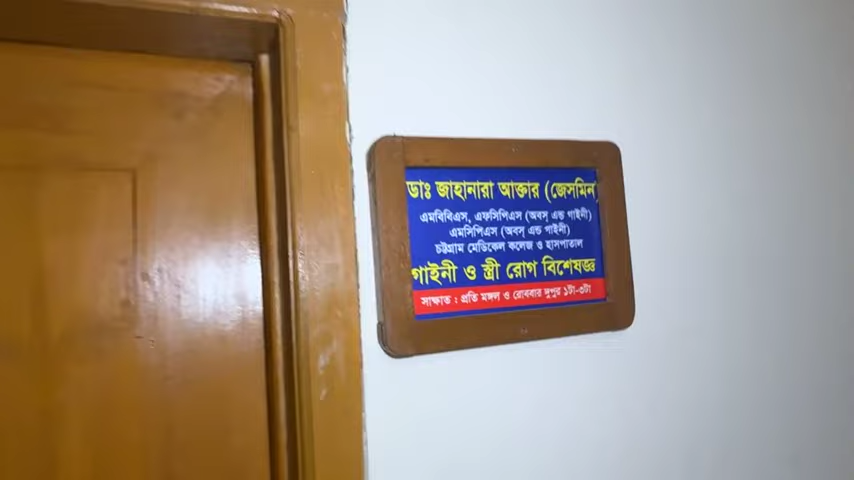 ডাঃ জাহানারা আক্তার (জেসমিন)
এমবিবিএস, এফসিপিএস (অবস্ এন্ড গাইনী)
এমসিপিএস (অবস্ এন্ড গাইনী)
চট্টগ্রাম মেডিকেল কলেজ ও হাসপাতাল
গাইনী ও স্ত্রী রোগ বিশেষজ্ঞ
সাক্ষাত : প্রতি মঙ্গল ও রোববার দুপুর ১টা-৩টা